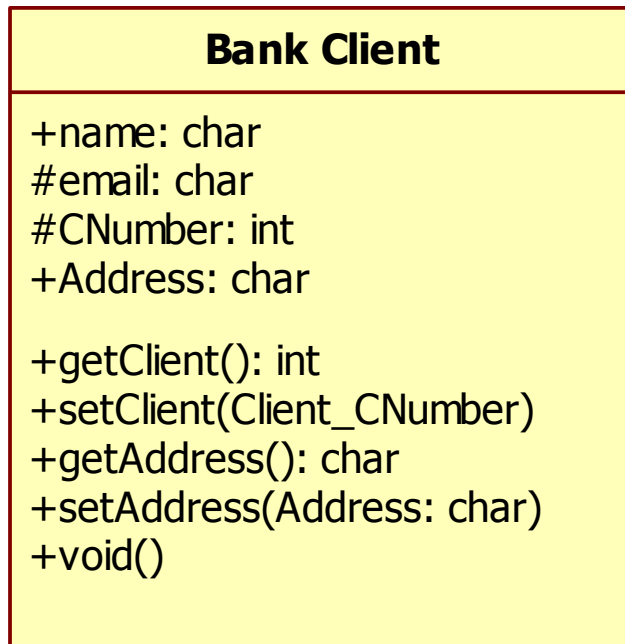 Bank Client
+name: char
#email: char
#CNumber: int
+Address: char
+getClient(): int
+setClient(Client_CNumber)
+getAddress(): char
+setAddress(Address: char)
+void()